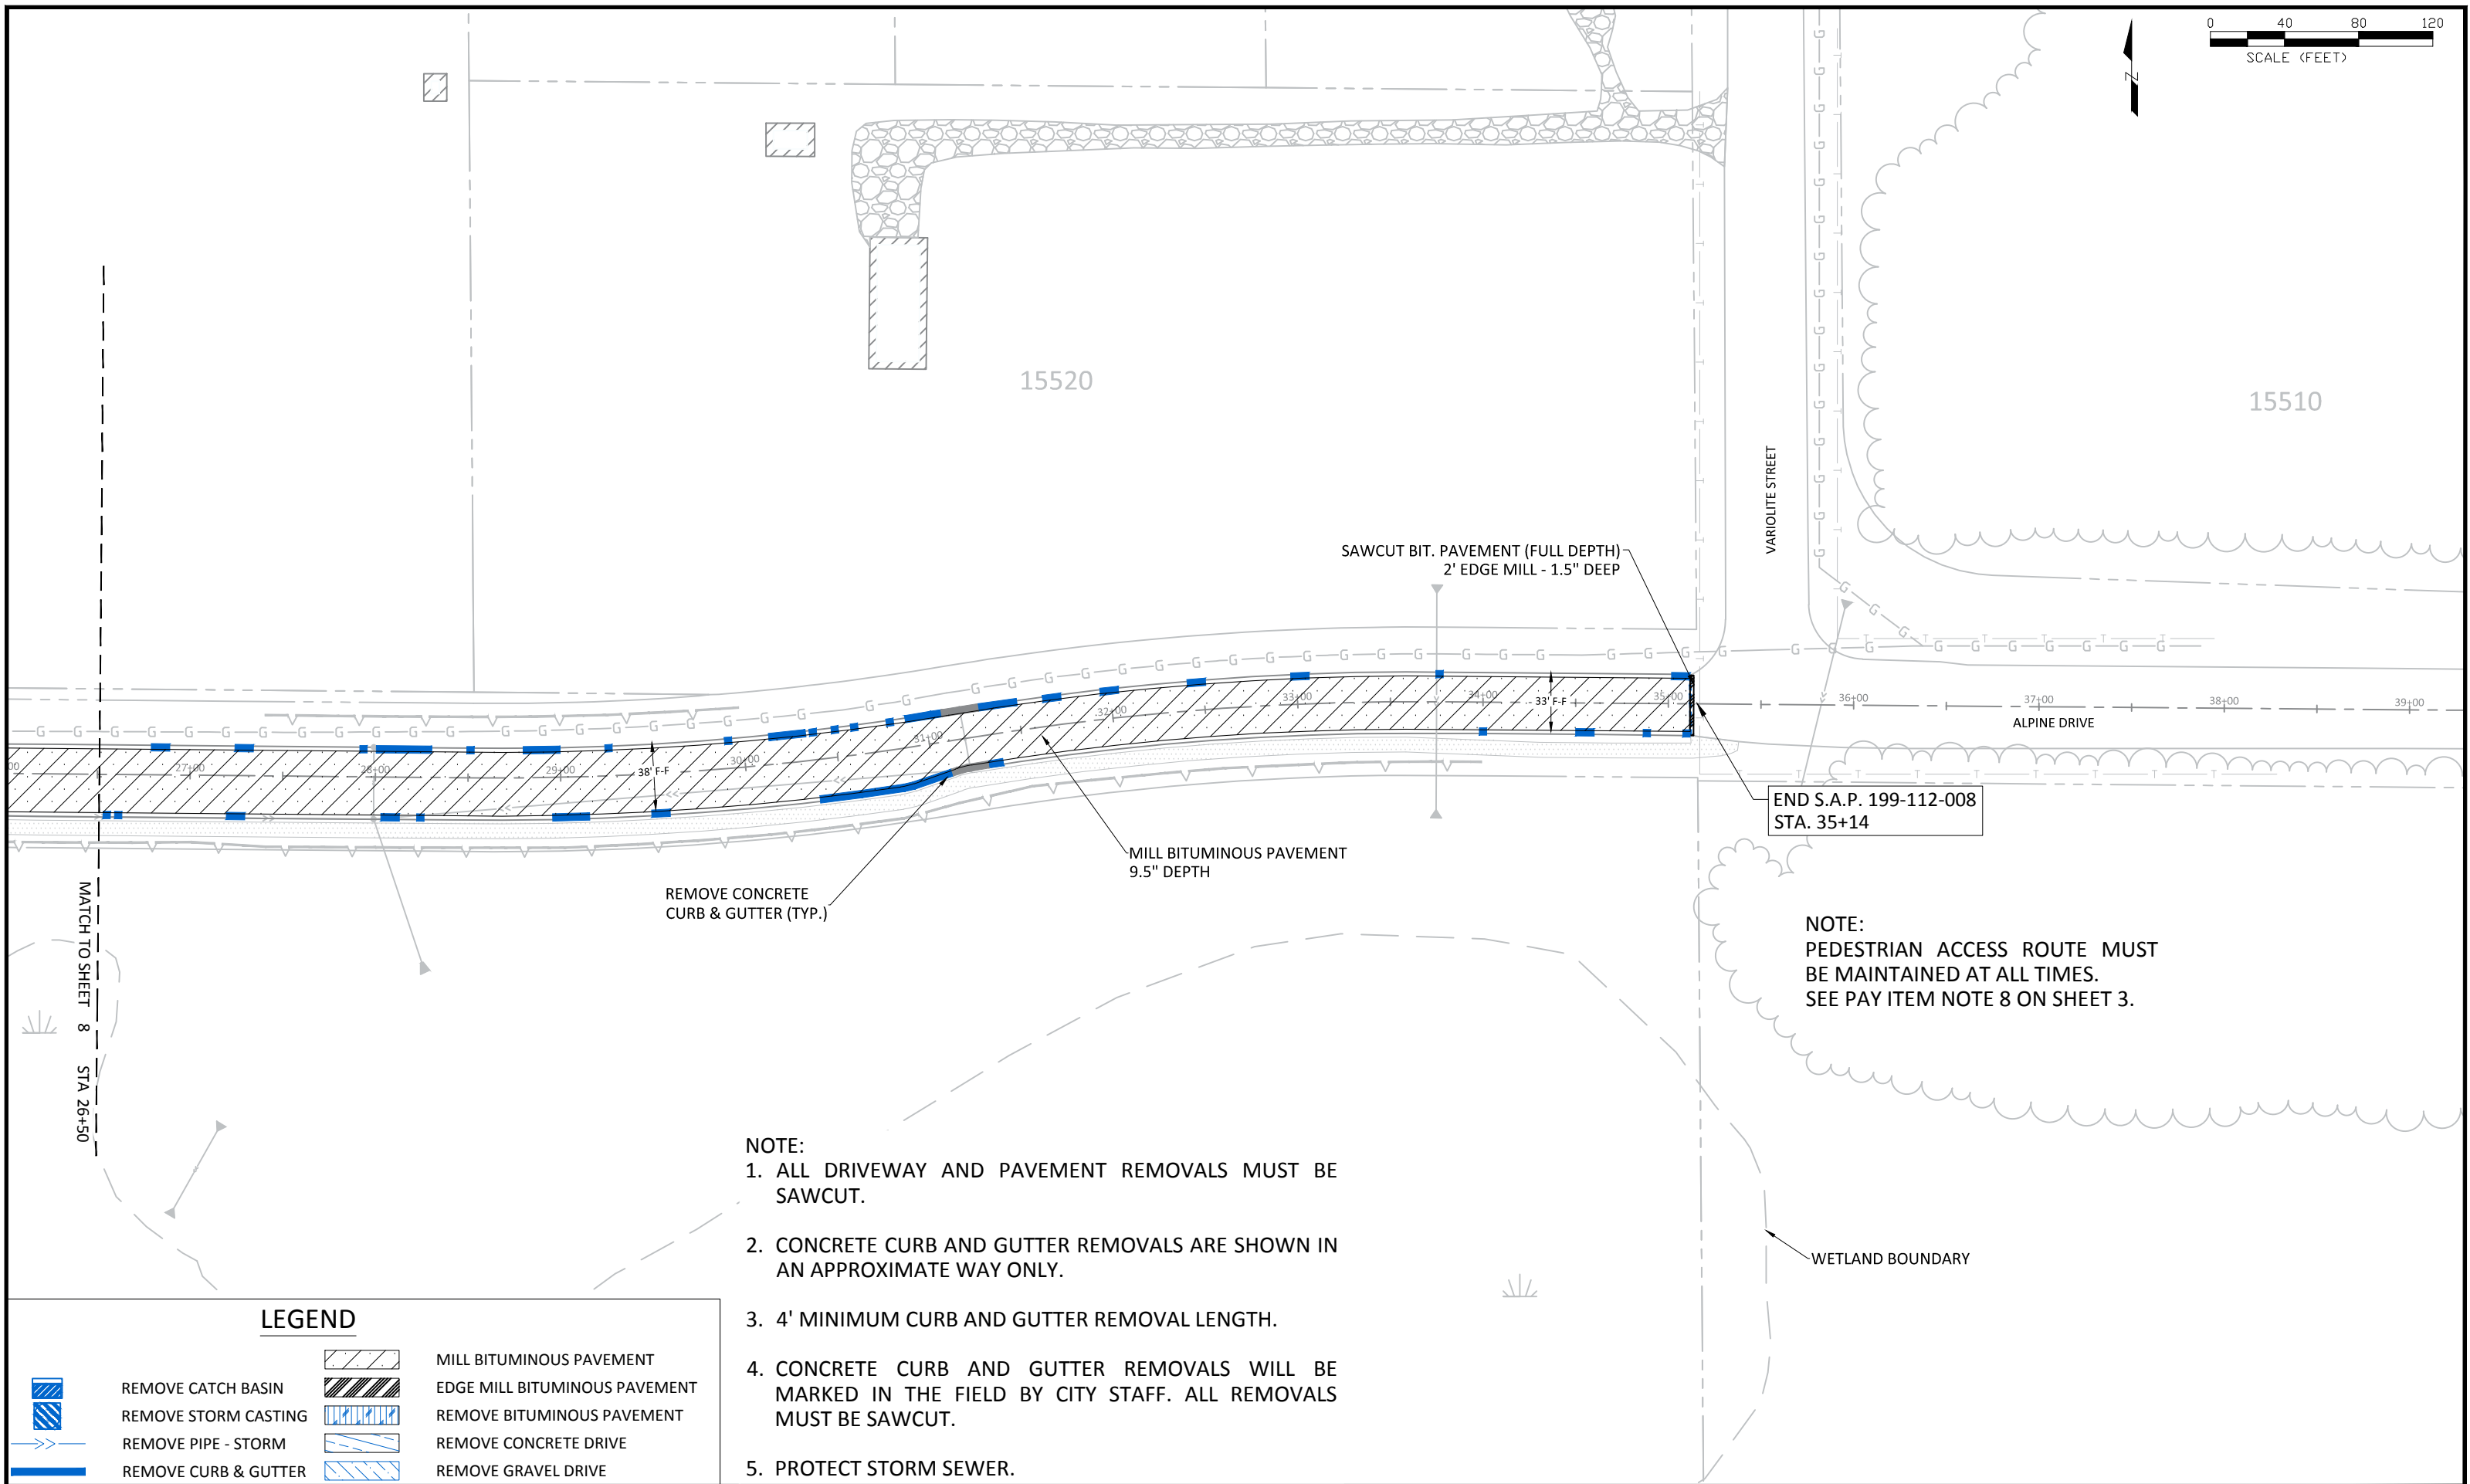 0 40 80 120
SCALE (FEET)
N
15520
15510
VARIOLITE STREET
SAWCUT BIT. PAVEMENT (FULL DEPTH)
2' EDGE MILL - 1.5" DEEP
27+00 28+00 29+00 30+00 31+00 32+00 33+00 34+00 35+00 36+00 37+00 38+00 39+00
38' F-F
33' F-F
ALPINE DRIVE
END S.A.P. 199-112-008
STA. 35+14
MILL BITUMINOUS PAVEMENT
9.5" DEPTH
REMOVE CONCRETE
CURB & GUTTER (TYP.)
MATCH TO SHEET 8 STA 26+50
NOTE:
PEDESTRIAN ACCESS ROUTE MUST
BE MAINTAINED AT ALL TIMES.
SEE PAY ITEM NOTE 8 ON SHEET 3.
WETLAND BOUNDARY
NOTE:
1. ALL DRIVEWAY AND PAVEMENT REMOVALS MUST BE
SAWCUT.
2. CONCRETE CURB AND GUTTER REMOVALS ARE SHOWN IN
AN APPROXIMATE WAY ONLY.
3. 4' MINIMUM CURB AND GUTTER REMOVAL LENGTH.
4. CONCRETE CURB AND GUTTER REMOVALS WILL BE
MARKED IN THE FIELD BY CITY STAFF. ALL REMOVALS
MUST BE SAWCUT.
5. PROTECT STORM SEWER.
LEGEND
REMOVE CATCH BASIN
REMOVE STORM CASTING
REMOVE PIPE - STORM
REMOVE CURB & GUTTER
MILL BITUMINOUS PAVEMENT
EDGE MILL BITUMINOUS PAVEMENT
REMOVE BITUMINOUS PAVEMENT
REMOVE CONCRETE DRIVE
REMOVE GRAVEL DRIVE